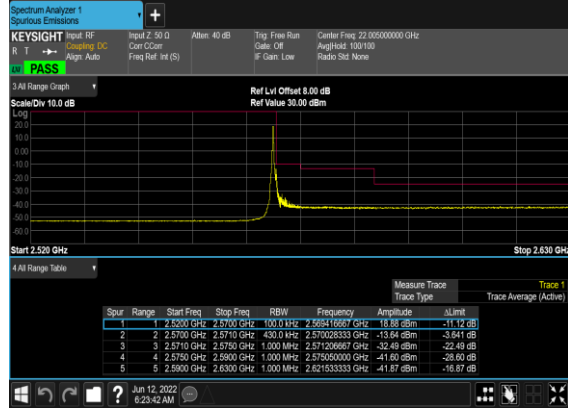 Spectrum Analyzer 1
Spurious Emissions
KEYSIGHT Input: RF Input Z: 50 Ω Atten: 40 dB Trig: Free Run Center Freq: 22.005000000 GHz
R T Coupling: DC Corr CCorr Gate: Off Avg|Hold: 100/100
Align: Auto Freq Ref: Int (S) IF Gain: Low Radio Std: None
LXI PASS
3 All Range Graph
Ref Lvl Offset 8.00 dB
Scale/Div 10.0 dB Ref Value 30.00 dBm
Log
20.0
10.0
0.00
-10.0
-20.0
-30.0
-40.0
-50.0
-60.0
Start 2.520 GHz Stop 2.630 GHz
4 All Range Table
Measure Trace Trace 1
Trace Type Trace Average (Active)
Spur Range Start Freq Stop Freq RBW Frequency Amplitude ΔLimit
1 1 2.5200 GHz 2.5700 GHz 100.0 kHz 2.569416667 GHz 18.88 dBm -11.12 dB
2 2 2.5700 GHz 2.5710 GHz 430.0 kHz 2.570028333 GHz -13.64 dBm -3.641 dB
3 3 2.5710 GHz 2.5750 GHz 1.000 MHz 2.571206667 GHz -32.49 dBm -22.49 dB
4 4 2.5750 GHz 2.5900 GHz 1.000 MHz 2.575050000 GHz -41.60 dBm -28.60 dB
5 5 2.5900 GHz 2.6300 GHz 1.000 MHz 2.621533333 GHz -41.87 dBm -16.87 dB
Jun 12, 2022
6:23:42 AM